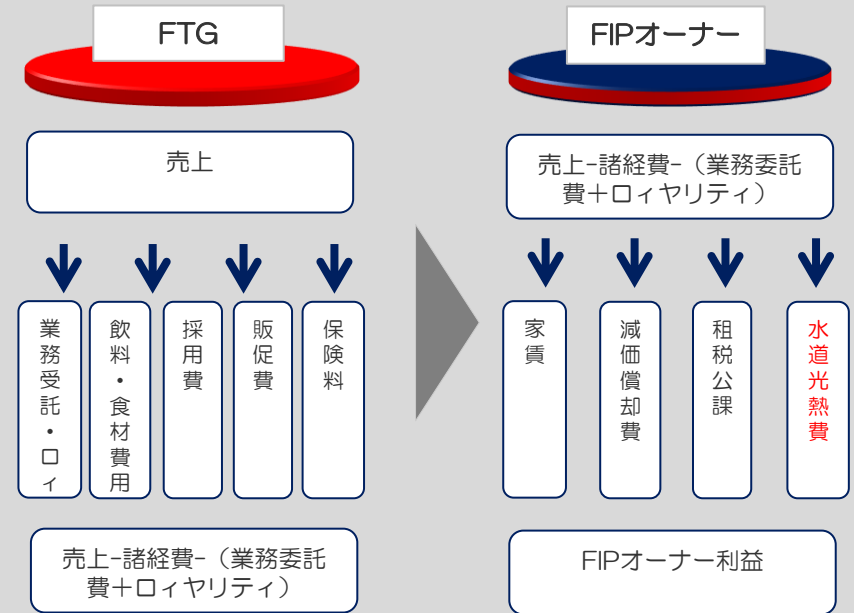 FTG
売上
業務受託・ロイ
飲料・食材費用
採用費
販促費
保険料
売上-諸経費-（業務委託
費＋ロィヤリティ）
FIPオーナー
売上-諸経費-（業務委託
費＋ロィヤリティ）
家賃
減価償却費
租税公課
水道光熱費
FIPオーナー利益